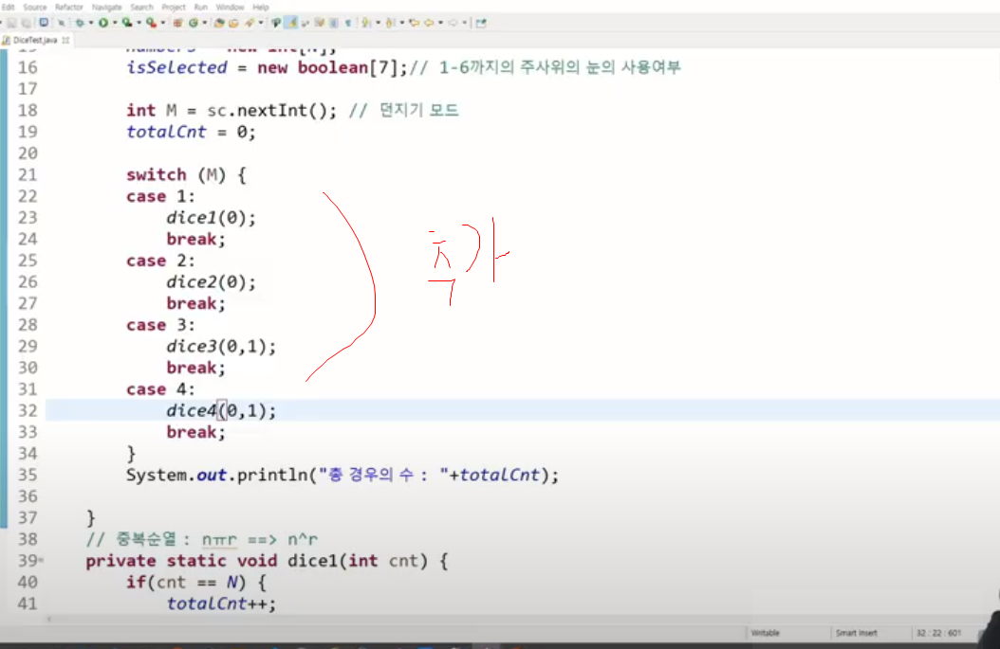 Edit Source Refactor Navigate Search Project Run Window Help
DiceTest.java
16 isSelected = new boolean[7];// 1-6까지의 주사위의 눈의 사용여부
17
18 int M = sc.nextInt(); // 던지기 모드
19 totalCnt = 0;
20
21 switch (M) {
22 case 1:
23 dice1(0);
24 break;
25 case 2:
26 dice2(0);
27 break;
28 case 3:
29 dice3(0,1);
30 break;
31 case 4:
32 dice4(0,1);
33 break;
34 }
35 System.out.println("총 경우의 수 : "+totalCnt);
36
37 }
38 // 중복순열 : nπr ==> n^r
39 private static void dice1(int cnt) {
40 if(cnt == N) {
41 totalCnt++;
추가
Writable Smart Insert 32 : 22 : 601